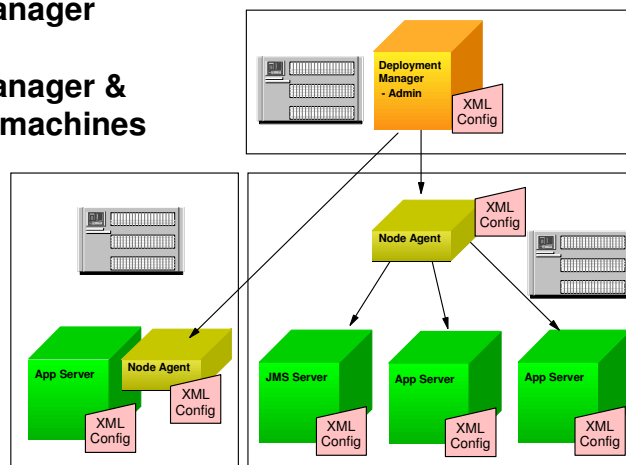 anager
anager &
machines
Deployment
Manager
- Admin
XML
Config
XML
Config
Node Agent
App Server
Node Agent
XML
Config
XML
Config
JMS Server
App Server
App Server
XML
Config
XML
Config
XML
Config